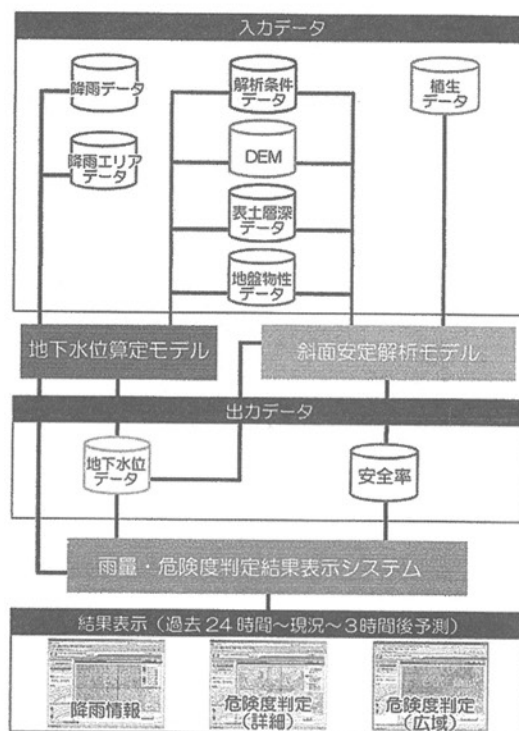 入力データ
降雨データ
解析条件
データ
植生
データ
降雨エリア
データ
DEM
表土層深
データ
地盤物性
データ
地下水位算定モデル
斜面安定解析モデル
出力データ
地下水位
データ
安全率
雨量・危険度判定結果表示システム
結果表示（過去24時間～現況～3時間後予測）
降雨情報
危険度判定
（詳細）
危険度判定
（広域）